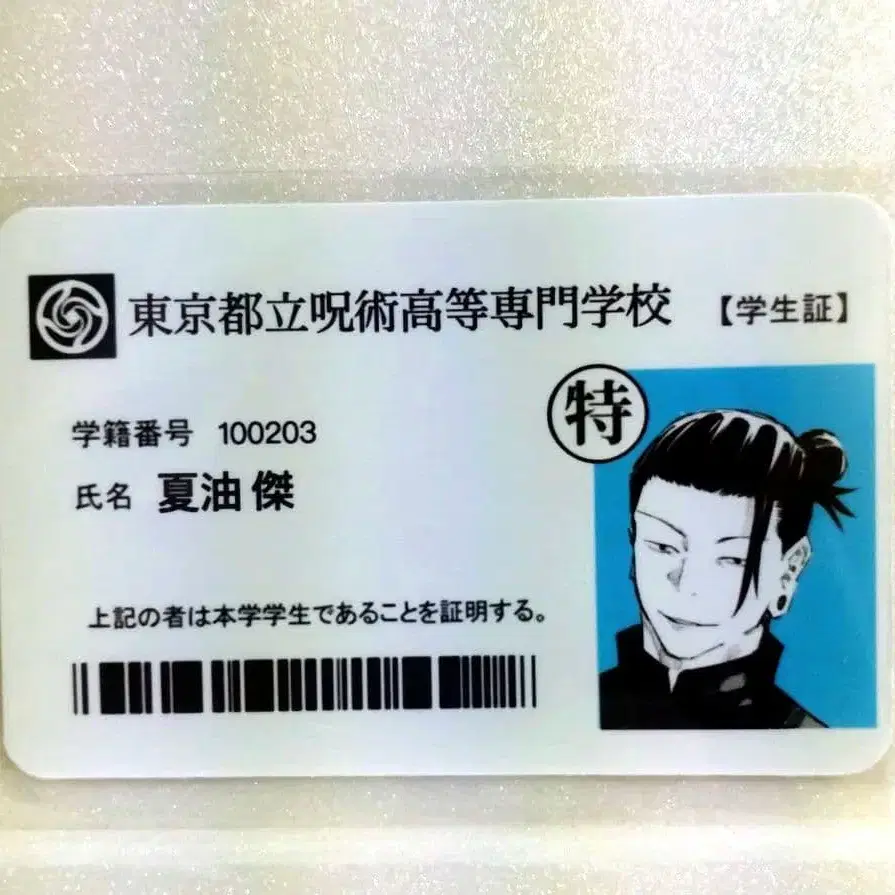 東京都立呪術高等専門学校 【学生証】
特
学籍番号 100203
氏名 夏油 傑
上記の者は本学学生であることを証明する。